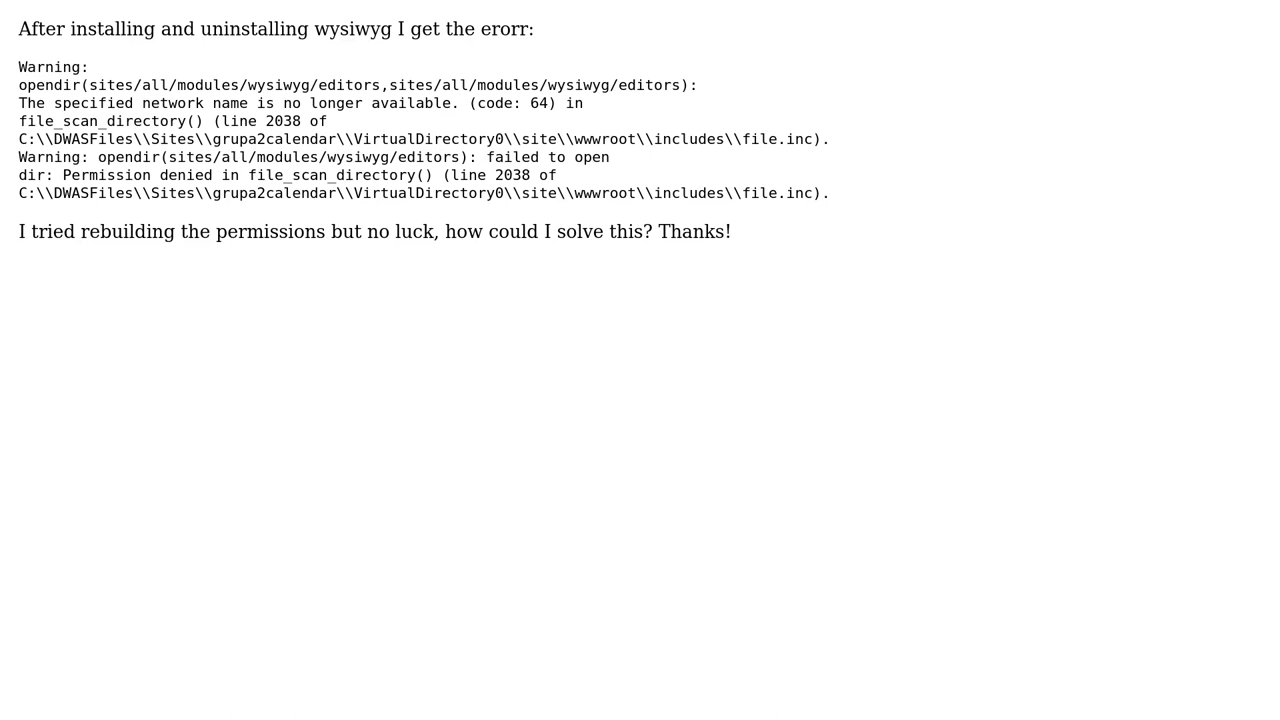 After installing and uninstalling wysiwyg I get the erorr:
Warning:
opendir(sites/all/modules/wysiwyg/editors,sites/all/modules/wysiwyg/editors):
The specified network name is no longer available. (code: 64) in
file_scan_directory() (line 2038 of
C:\\DWASFiles\\Sites\\grupa2calendar\\VirtualDirectory0\\site\\wwwroot\\includes\\file.inc).
Warning: opendir(sites/all/modules/wysiwyg/editors): failed to open
dir: Permission denied in file_scan_directory() (line 2038 of
C:\\DWASFiles\\Sites\\grupa2calendar\\VirtualDirectory0\\site\\wwwroot\\includes\\file.inc).
I tried rebuilding the permissions but no luck, how could I solve this? Thanks!